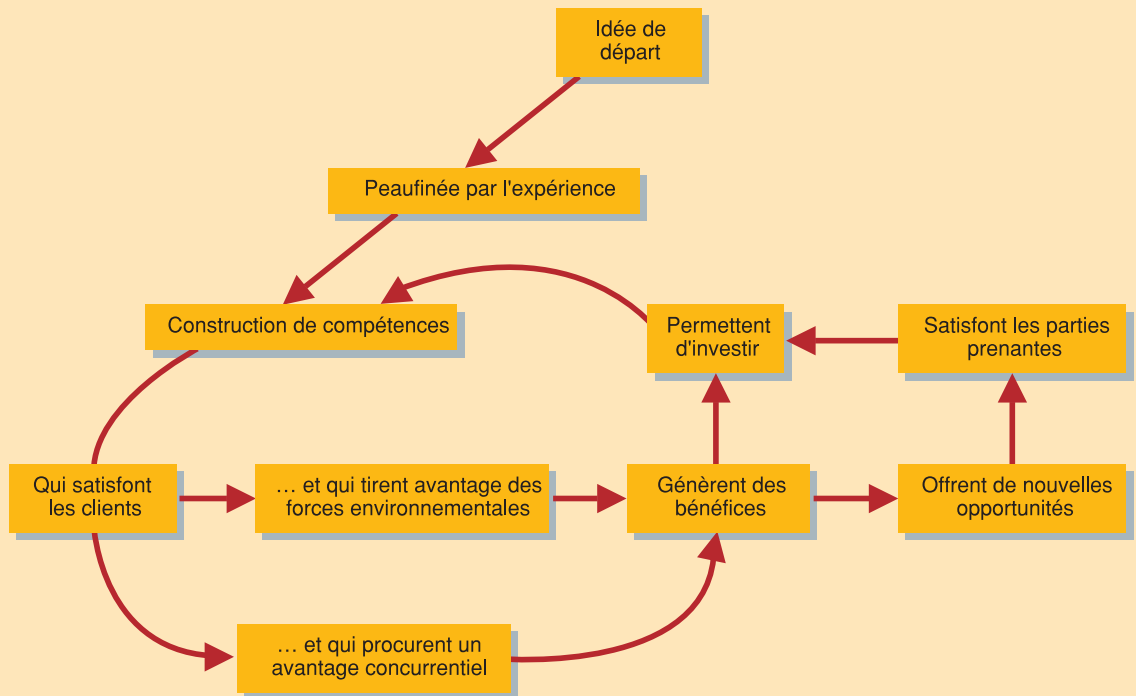 Idée de
départ
Peaufinée par l'expérience
Construction de compétences
Permettent
d'investir
Satisfont les parties
prenantes
Qui satisfont
les clients
… et qui tirent avantage des
forces environnementales
Génèrent des
bénéfices
Offrent de nouvelles
opportunités
… et qui procurent un
avantage concurrentiel